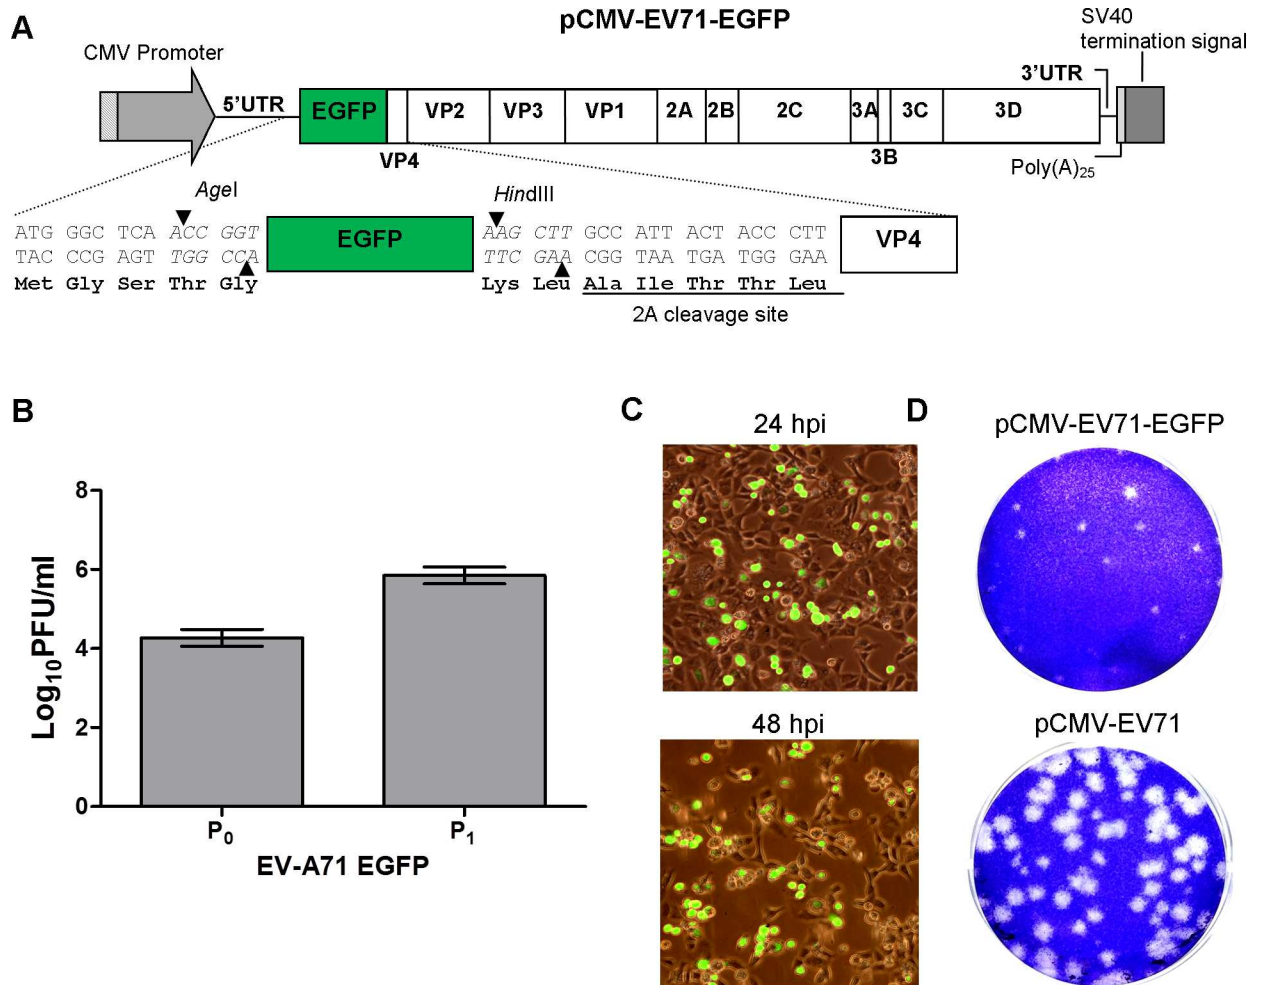 A
pCMV-EV71-EGFP
SV40
termination signal
CMV Promoter
3’UTR
5’UTR
EGFP
VP2
VP3
VP1
2A
2B
2C
3A
3C
3D
VP4
3B
Poly(A)25
AgeI
HindIII
ATG GGC TCA ACC GGT
EGFP
AAG CTT GCC ATT ACT ACC CTT
VP4
TAC CCG AGT TGG CCA
TTC GAA CGG TAA TGA TGG GAA
Met Gly Ser Thr Gly
Lys Leu Ala Ile Thr Thr Leu
2A cleavage site
B
Log10PFU/ml
8
6
4
2
0
P0
P1
EV-A71 EGFP
C
24 hpi
48 hpi
D
pCMV-EV71-EGFP
pCMV-EV71